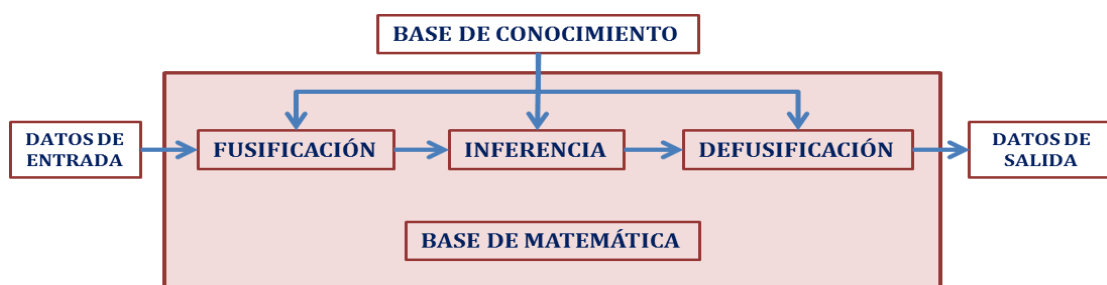 BASE DE CONOCIMIENTO
DATOS DE
ENTRADA
FUSIFICACIÓN
INFERENCIA
DEFUSIFICACIÓN
DATOS DE
SALIDA
BASE DE MATEMÁTICA